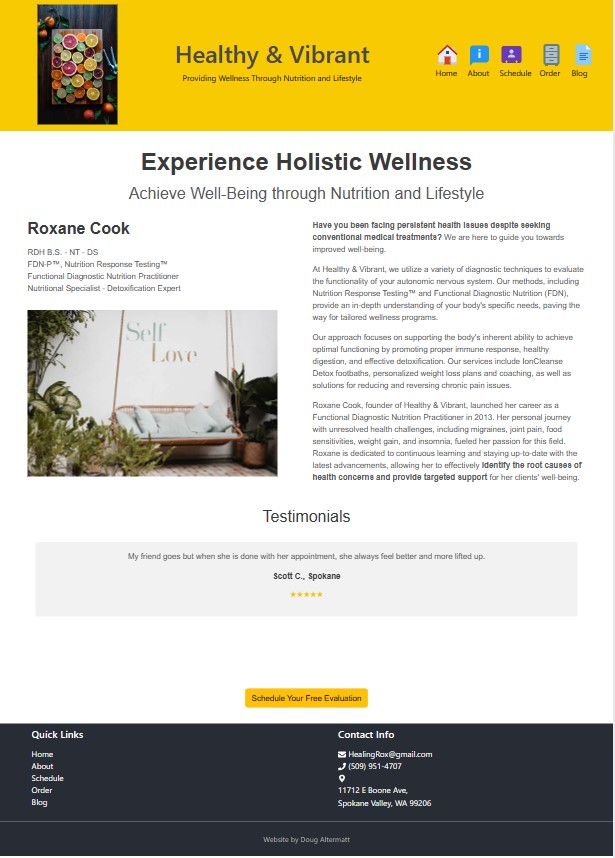 Healthy & Vibrant
Providing Wellness Through Nutrition and Lifestyle
Home About Schedule Order Blog
Experience Holistic Wellness
Achieve Well-Being through Nutrition and Lifestyle
Roxane Cook
RDH B.S. - NT - DS
FDN-P™, Nutrition Response Testing™
Functional Diagnostic Nutrition Practitioner
Nutritional Specialist - Detoxification Expert
Self
Love
Have you been facing persistent health issues despite seeking
conventional medical treatments? We are here to guide you towards
improved well-being.
At Healthy & Vibrant, we utilize a variety of diagnostic techniques to evaluate
the functionality of your autonomic nervous system. Our methods, including
Nutrition Response Testing™ and Functional Diagnostic Nutrition (FDN),
provide an in-depth understanding of your body's specific needs, paving the
way for tailored wellness programs.
Our approach focuses on supporting the body's inherent ability to achieve
optimal functioning by promoting proper immune response, healthy
digestion, and effective detoxification. Our services include IonCleanse
Detox footbaths, personalized weight loss plans and coaching, as well as
solutions for reducing and reversing chronic pain issues.
Roxane Cook, founder of Healthy & Vibrant, launched her career as a
Functional Diagnostic Nutrition Practitioner in 2013. Her personal journey
with unresolved health challenges, including migraines, joint pain, food
sensitivities, weight gain, and insomnia, fueled her passion for this field.
Roxane is dedicated to continuous learning and staying up-to-date with the
latest advancements, allowing her to effectively identify the root causes of
health concerns and provide targeted support for her clients' well-being.
Testimonials
My friend goes but when she is done with her appointment, she always feel better and more lifted up.
Scott C., Spokane
★★★★★
Schedule Your Free Evaluation
Quick Links
Home
About
Schedule
Order
Blog
Contact Info
HealingRox@gmail.com
(509) 951-4707
11712 E Boone Ave,
Spokane Valley, WA 99206
Website by Doug Altermatt